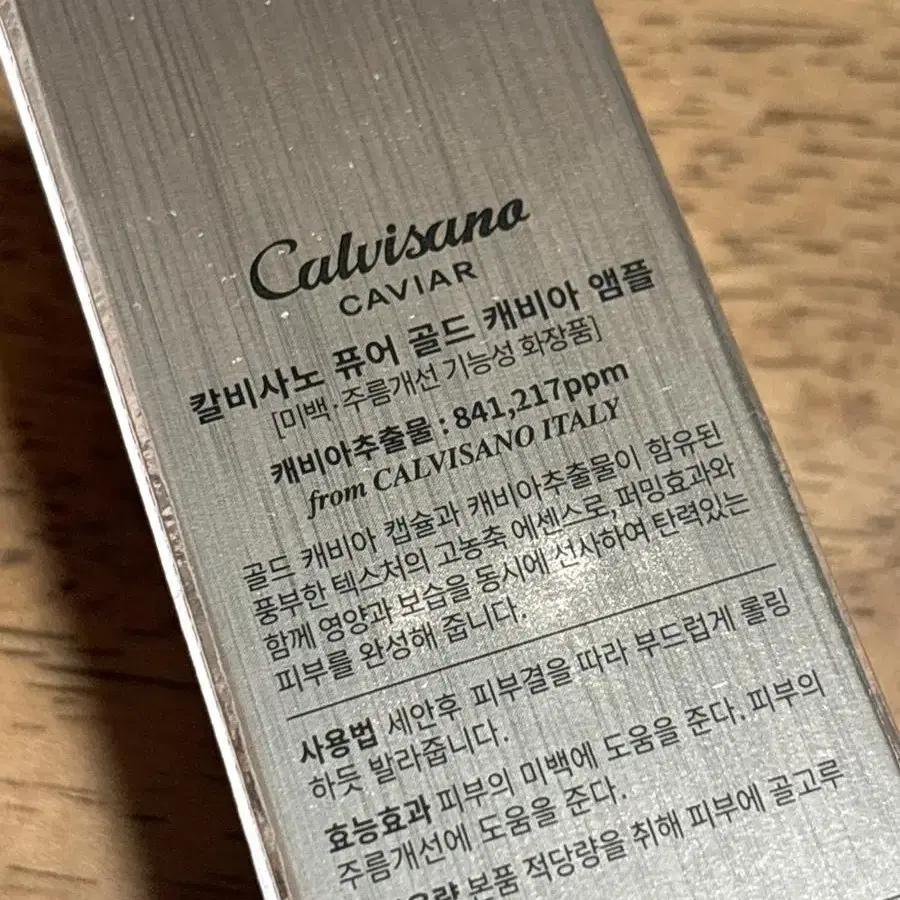 Calvisano
CAVIAR
칼비사노 퓨어 골드 캐비아 앰플
[미백·주름개선 기능성 화장품]
캐비아추출물 : 841,217ppm
from CALVISANO ITALY
골드 캐비아 캡슐과 캐비아추출물이 함유된
풍부한 텍스처의 고농축 에센스로, 퍼밍효과와
함께 영양과 보습을 동시에 선사하여 탄력있는
피부를 완성해 줍니다.
사용법 세안후 피부결을 따라 부드럽게 롤링
하듯 발라줍니다.
효능효과 피부의 미백에 도움을 준다. 피부의
주름개선에 도움을 준다.
본품 적당량을 취해 피부에 골고루